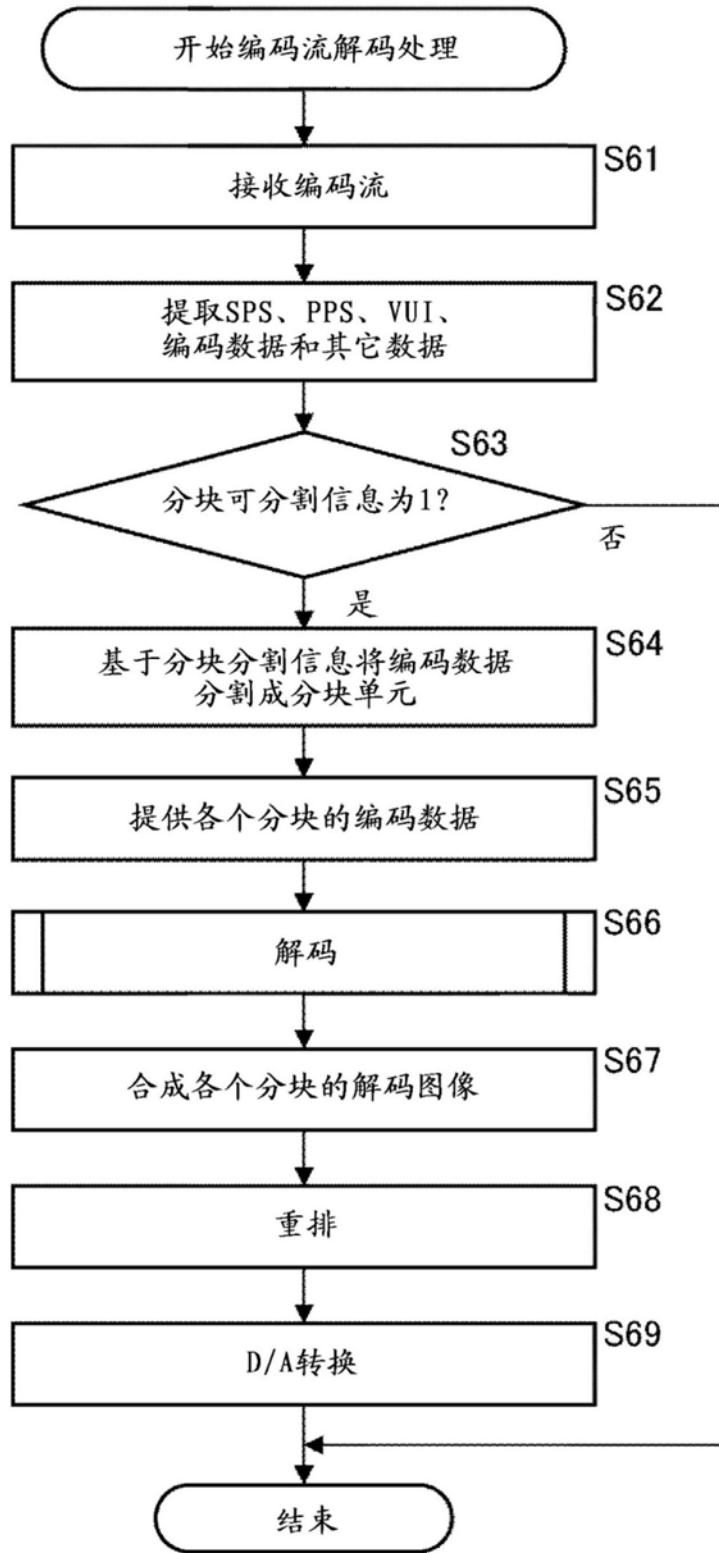 开始编码流解码处理
S61
接收编码流
S62
提取SPS、PPS、VUI、
编码数据和其它数据
S63
分块可分割信息为1?
否
是
S64
基于分块分割信息将编码数据
分割成分块单元
S65
提供各个分块的编码数据
S66
解码
S67
合成各个分块的解码图像
S68
重排
S69
D/A转换
结束